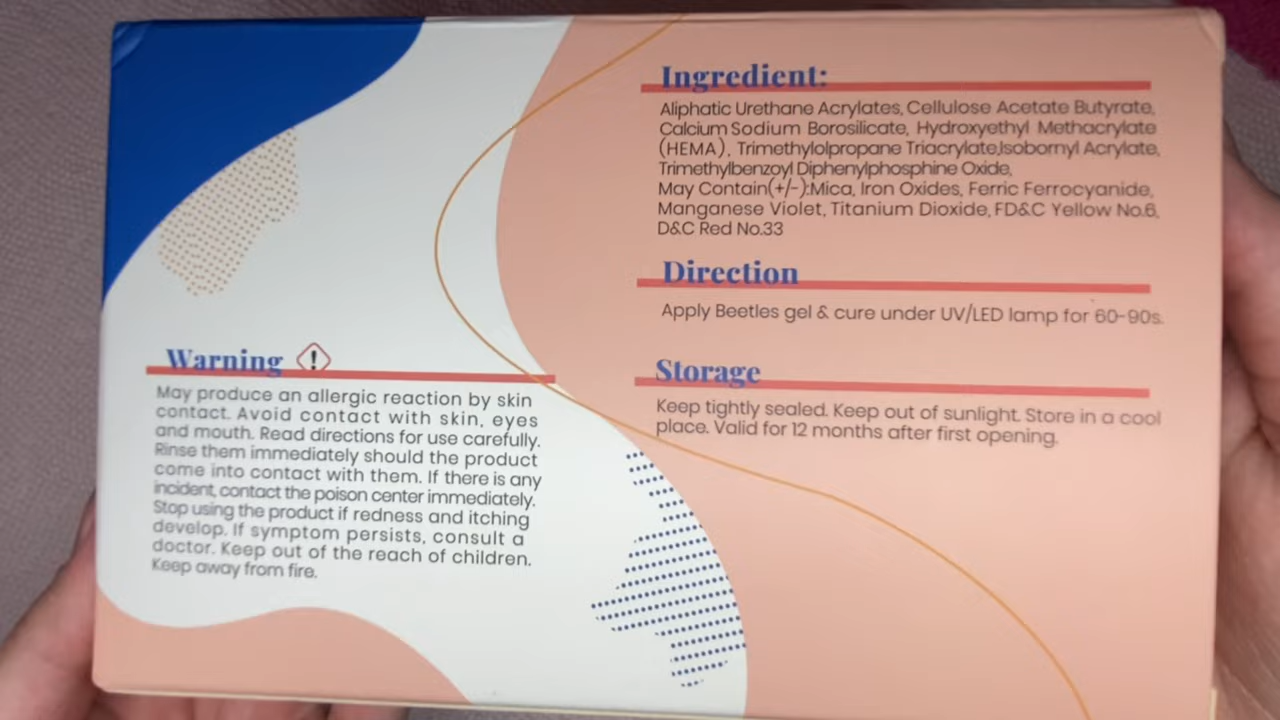 Ingredient:
Aliphatic Urethane Acrylates, Cellulose Acetate Butyrate,
Calcium Sodium Borosilicate, Hydroxyethyl Methacrylate
(HEMA), Trimethylolpropane Triacrylate,Isobornyl Acrylate,
Trimethylbenzoyl Diphenylphosphine Oxide,
May Contain(+/-):Mica, Iron Oxides, Ferric Ferrocyanide,
Manganese Violet, Titanium Dioxide, FD&C Yellow No.6,
D&C Red No.33
Direction
Apply Beetles gel & cure under UV/LED lamp for 60-90s.
Storage
Keep tightly sealed. Keep out of sunlight. Store in a cool
place. Valid for 12 months after first opening.
Warning
May produce an allergic reaction by skin
contact. Avoid contact with skin, eyes
and mouth. Read directions for use carefully.
Rinse them immediately should the product
come into contact with them. If there is any
incident, contact the poison center immediately.
Stop using the product if redness and itching
develop. If symptom persists, consult a
doctor. Keep out of the reach of children.
Keep away from fire.